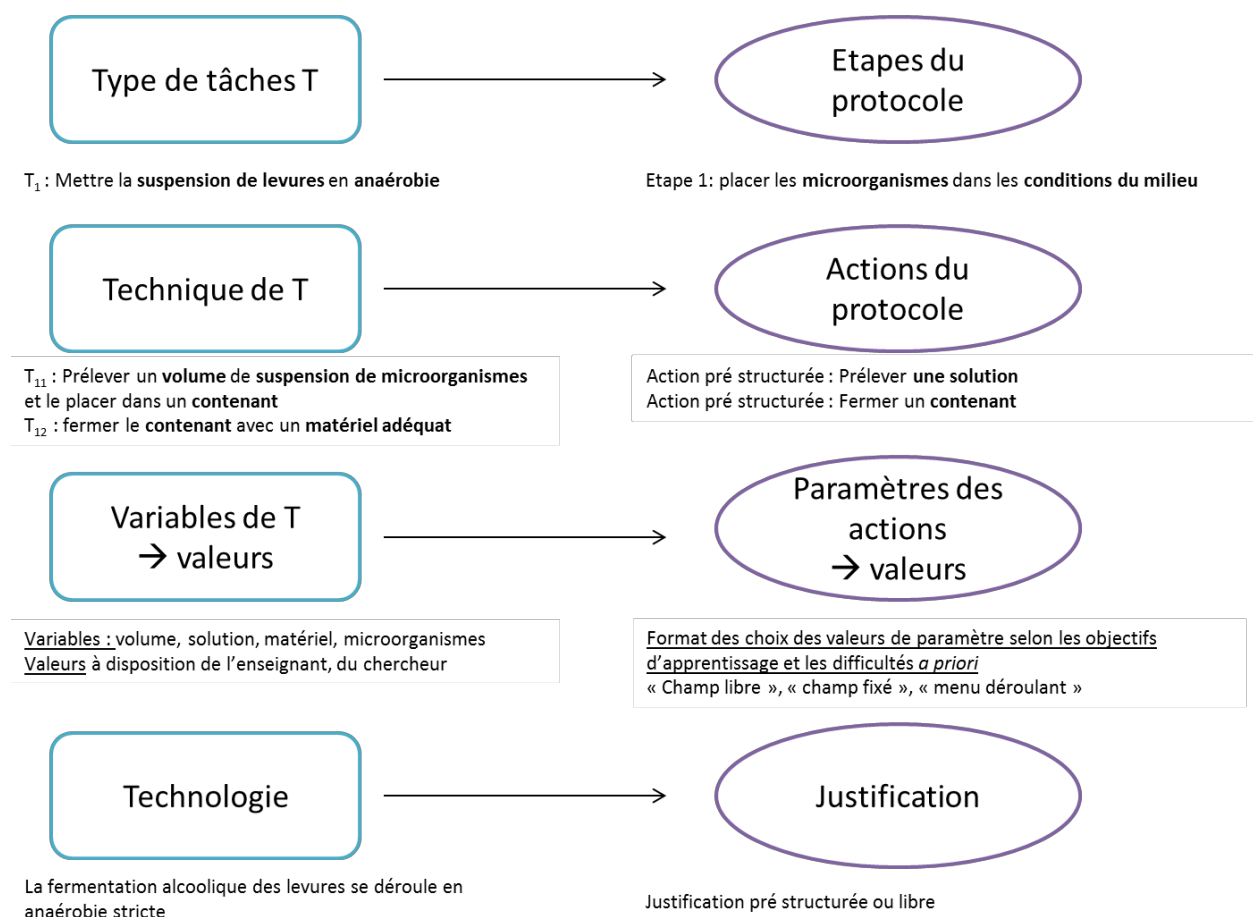 Type de tâches T
Etapes du
protocole
T₁ : Mettre la suspension de levures en anaérobie
Etape 1: placer les microorganismes dans les conditions du milieu
Technique de T
Actions du
protocole
T₁₁ : Prélever un volume de suspension de microorganismes
et le placer dans un contenant
T₁₂ : fermer le contenant avec un matériel adéquat
Action pré structurée : Prélever une solution
Action pré structurée : Fermer un contenant
Variables de T
→ valeurs
Paramètres des
actions
→ valeurs
Variables : volume, solution, matériel, microorganismes
Valeurs à disposition de l’enseignant, du chercheur
Format des choix des valeurs de paramètre selon les objectifs
d’apprentissage et les difficultés a priori
« Champ libre », « champ fixé », « menu déroulant »
Technologie
Justification
La fermentation alcoolique des levures se déroule en
anaérobie stricte
Justification pré structurée ou libre